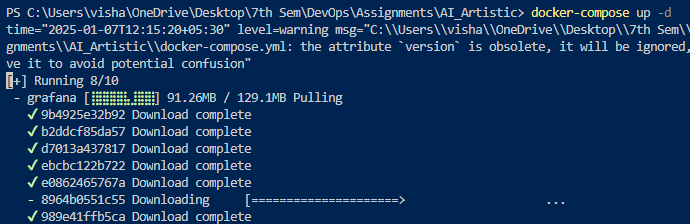 PS C:\Users\visha\OneDrive\Desktop\7th Sem\DevOps\Assignments\AI_Artistic> docker-compose up -d
time="2025-01-07T12:15:20+05:30" level=warning msg="C:\\Users\\visha\\OneDrive\\Desktop\\7th Sem\\
gnments\\AI_Artistic\\docker-compose.yml: the attribute `version` is obsolete, it will be ignored,
ve it to avoid potential confusion"
[+] Running 8/10
- grafana [⣿⣿⣿⣿⣿⣄⣿⣿⣿⣿] 91.26MB / 129.1MB Pulling
✔ 9b4925e32b92 Download complete
✔ b2ddcf85da57 Download complete
✔ d7013a437817 Download complete
✔ ebcbc122b722 Download complete
✔ e0862465767a Download complete
- 8964b0551c55 Downloading [=====================> ...
✔ 989e41ffb5ca Download complete